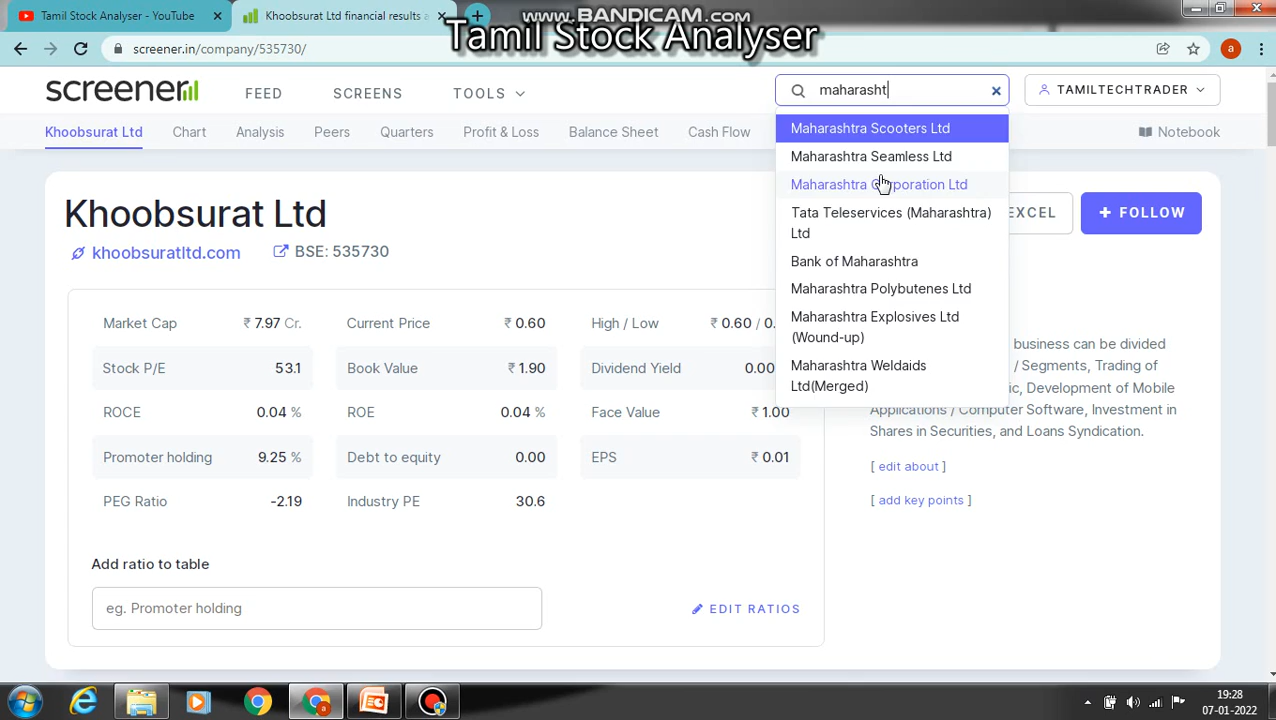 Tamil Stock Analyser - YouTube
Khoobsurat Ltd financial results a
www.BANDICAM.com
Tamil Stock Analyser
screener.in/company/535730/
a
screener
FEED
SCREENS
TOOLS
maharasht
TAMILTECHTRADER
Khoobsurat Ltd
Chart
Analysis
Peers
Quarters
Profit & Loss
Balance Sheet
Cash Flow
Notebook
Maharashtra Scooters Ltd
Maharashtra Seamless Ltd
Maharashtra Corporation Ltd
Tata Teleservices (Maharashtra)
Ltd
Bank of Maharashtra
Maharashtra Polybutenes Ltd
Maharashtra Explosives Ltd
(Wound-up)
Maharashtra Weldaids
Ltd(Merged)
Khoobsurat Ltd
EXCEL
+ FOLLOW
khoobsuratltd.com
BSE: 535730
Market Cap ₹ 7.97 Cr.
Current Price ₹ 0.60
High / Low ₹ 0.60 / 0.
Stock P/E 53.1
Book Value ₹ 1.90
Dividend Yield 0.00
ROCE 0.04 %
ROE 0.04 %
Face Value ₹ 1.00
Promoter holding 9.25 %
Debt to equity 0.00
EPS ₹ 0.01
PEG Ratio -2.19
Industry PE 30.6
business can be divided
/ Segments, Trading of
ic, Development of Mobile
Applications / Computer Software, Investment in
Shares in Securities, and Loans Syndication.
[ edit about ]
[ add key points ]
Add ratio to table
eg. Promoter holding
EDIT RATIOS
19:28
07-01-2022